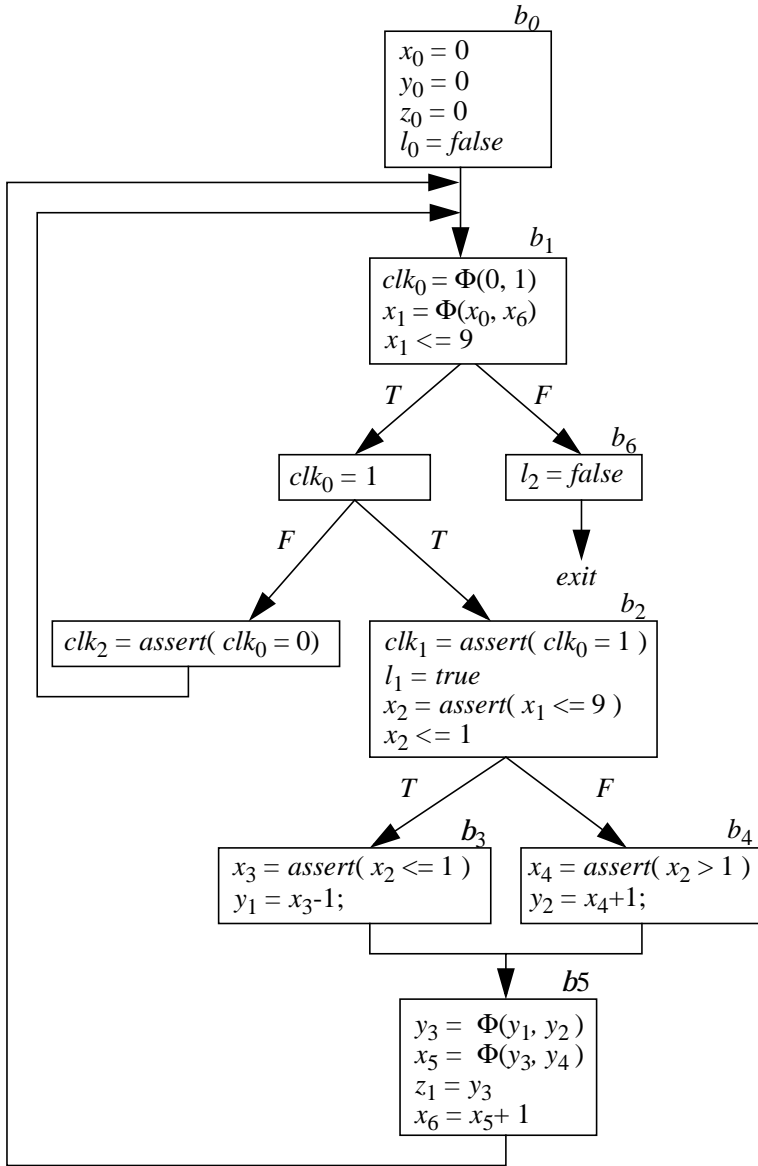 b₀
x₀ = 0
y₀ = 0
z₀ = 0
l₀ = false
b₁
clk₀ = Φ(0, 1)
x₁ = Φ(x₀, x₆)
x₁ <= 9
T
F
clk₀ = 1
b₆
l₂ = false
F
T
exit
clk₂ = assert( clk₀ = 0)
b₂
clk₁ = assert( clk₀ = 1 )
l₁ = true
x₂ = assert( x₁ <= 9 )
x₂ <= 1
T
F
b₃
x₃ = assert( x₂ <= 1 )
y₁ = x₃-1;
b₄
x₄ = assert( x₂ > 1 )
y₂ = x₄+1;
b5
y₃ = Φ(y₁, y₂ )
x₅ = Φ(y₃, y₄)
z₁ = y₃
x₆ = x₅+ 1